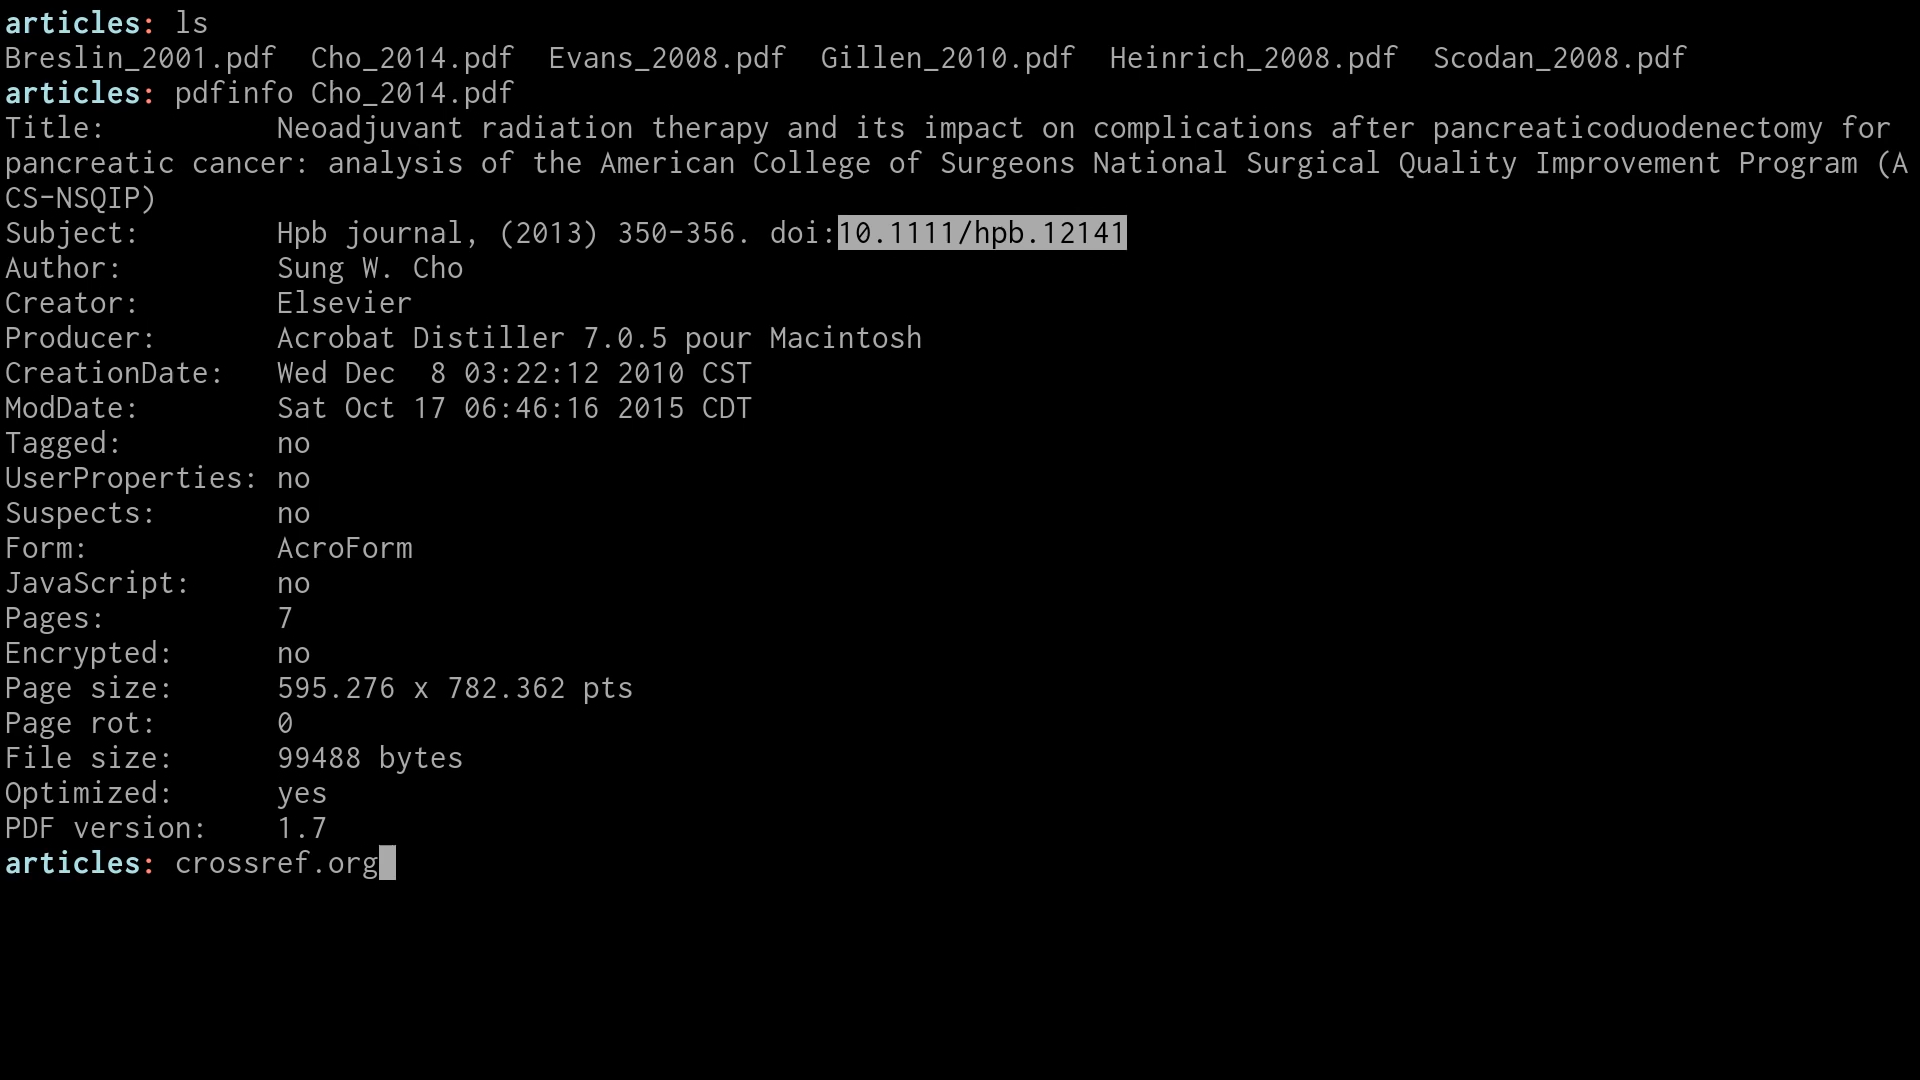 articles: ls
Breslin_2001.pdf  Cho_2014.pdf  Evans_2008.pdf  Gillen_2010.pdf  Heinrich_2008.pdf  Scodan_2008.pdf
articles: pdfinfo Cho_2014.pdf
Title:          Neoadjuvant radiation therapy and its impact on complications after pancreaticoduodenectomy for
pancreatic cancer: analysis of the American College of Surgeons National Surgical Quality Improvement Program (A
CS-NSQIP)
Subject:        Hpb journal, (2013) 350-356. doi:10.1111/hpb.12141
Author:         Sung W. Cho
Creator:        Elsevier
Producer:       Acrobat Distiller 7.0.5 pour Macintosh
CreationDate:   Wed Dec  8 03:22:12 2010 CST
ModDate:        Sat Oct 17 06:46:16 2015 CDT
Tagged:         no
UserProperties: no
Suspects:       no
Form:           AcroForm
JavaScript:     no
Pages:          7
Encrypted:      no
Page size:      595.276 x 782.362 pts
Page rot:       0
File size:      99488 bytes
Optimized:      yes
PDF version:    1.7
articles: crossref.org